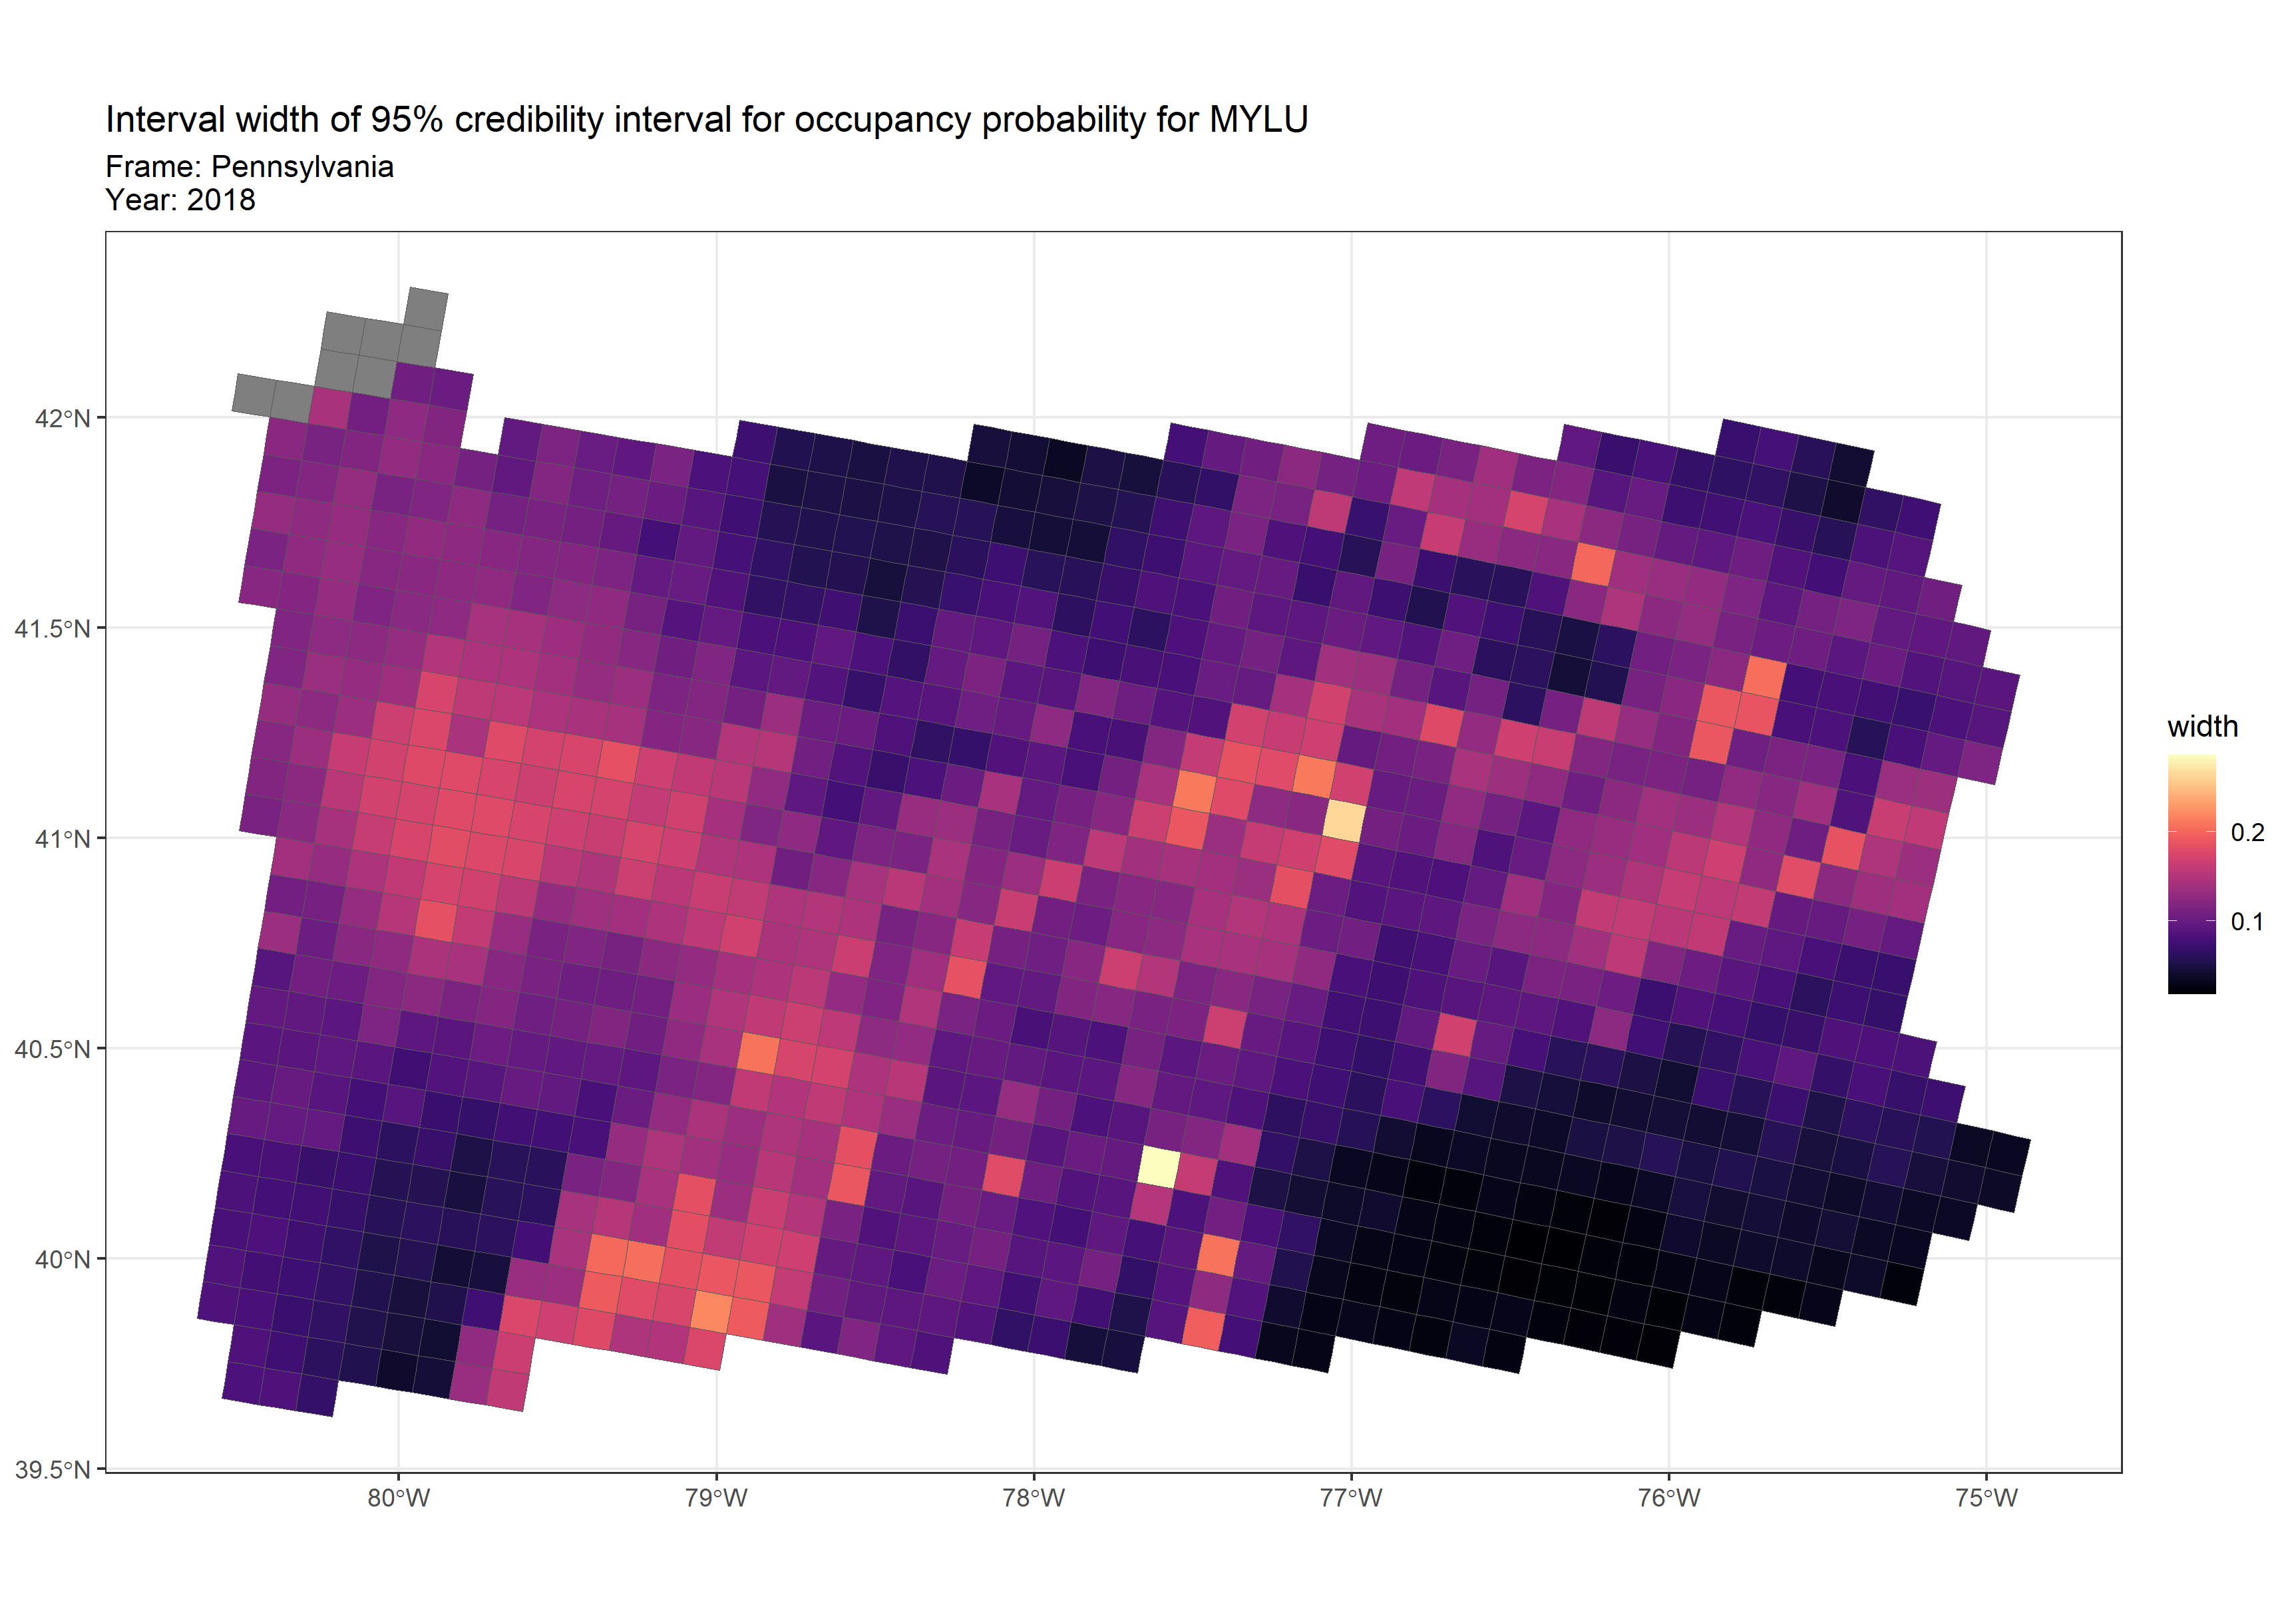 Interval width of 95% credibility interval for occupancy probability for MYLU
Frame: Pennsylvania
Year: 2018
42°N
41.5°N
41°N
40.5°N
40°N
39.5°N
80°W
79°W
78°W
77°W
76°W
75°W
width
0.2
0.1